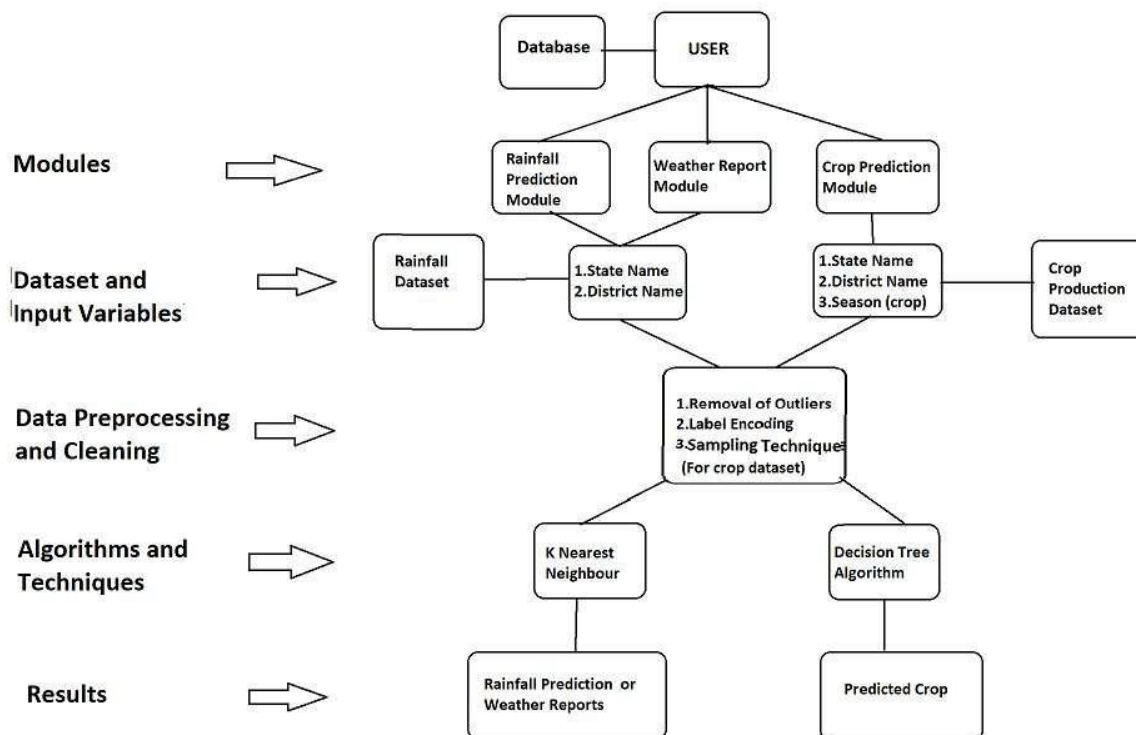 Database
USER
Modules
Rainfall
Prediction
Module
Weather Report
Module
Crop Prediction
Module
Dataset and
Input Variables
Rainfall
Dataset
1.State Name
2.District Name
1.State Name
2.District Name
3.Season (crop)
Crop
Production
Dataset
Data Preprocessing
and Cleaning
1.Removal of Outliers
2.Label Encoding
3.Sampling Technique
(For crop dataset)
Algorithms and
Techniques
K Nearest
Neighbour
Decision Tree
Algorithm
Results
Rainfall Prediction or
Weather Reports
Predicted Crop